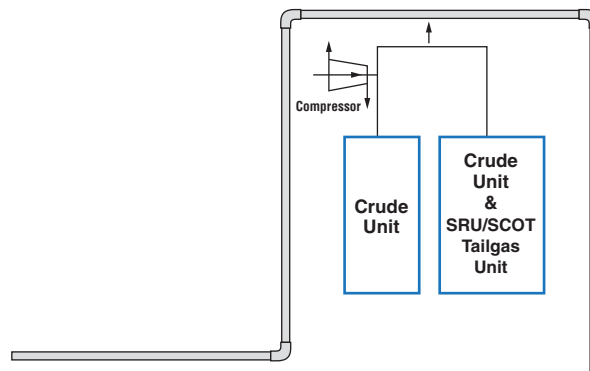 Compressor
Crude
Unit
Crude
Unit
&
SRU/SCOT
Tailgas
Unit